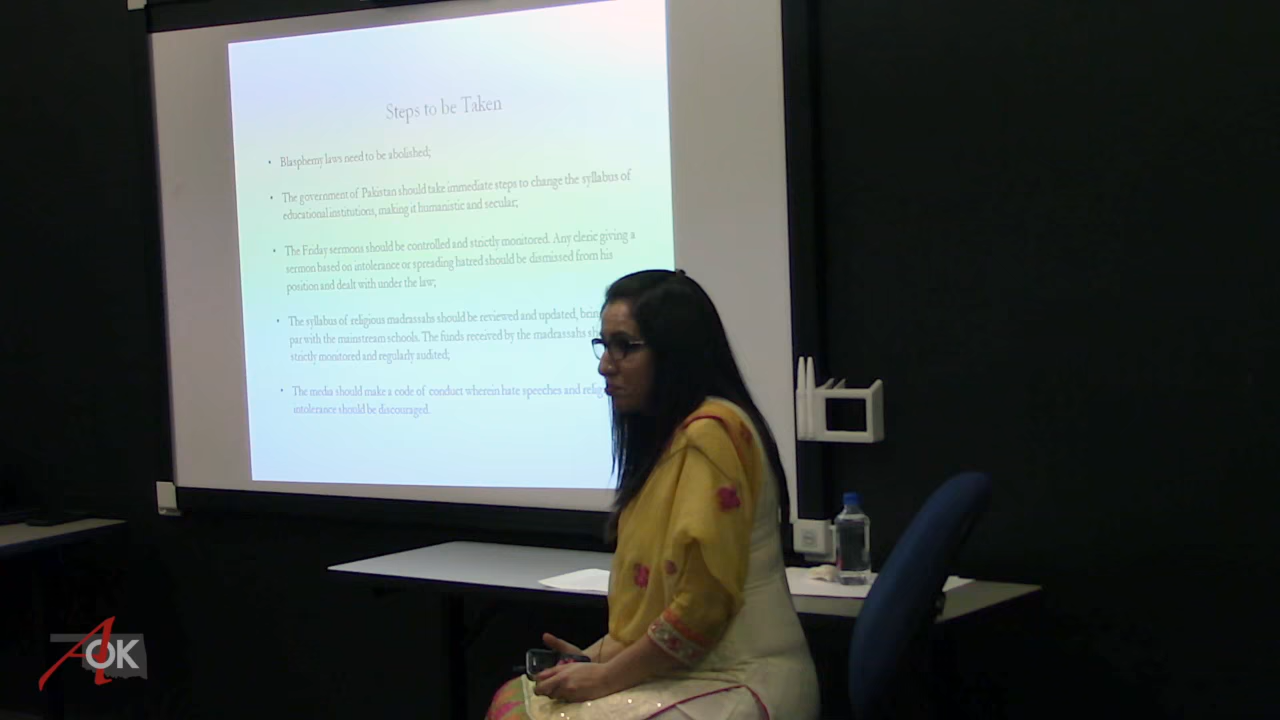 Steps to be Taken
• Blasphemy laws need to be abolished;
• The government of Pakistan should take immediate steps to change the syllabus of
educational institutions, making it humanistic and secular;
• The Friday sermons should be controlled and strictly monitored. Any cleric giving a
sermon based on intolerance or spreading hatred should be dismissed from his
position and dealt with under the law;
• The syllabus of religious madrassahs should be reviewed and updated,
par with the mainstream schools. The funds received by the madrassahs
strictly monitored and regularly audited;
• The media should make a code of conduct wherein hate speeches and
intolerance should be discouraged.
A
OK